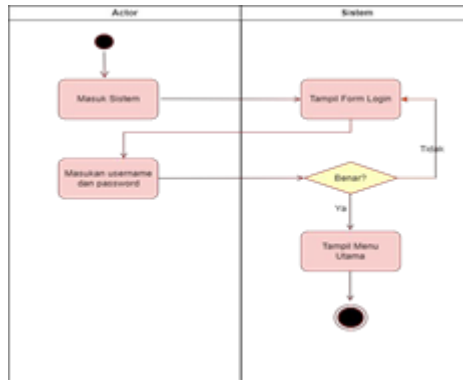 Actor
Sistem
Masuk Sistem
Tampil Form Login
Masukan username
dan password
Benar?
Tidak
Ya
Tampil Menu
Utama